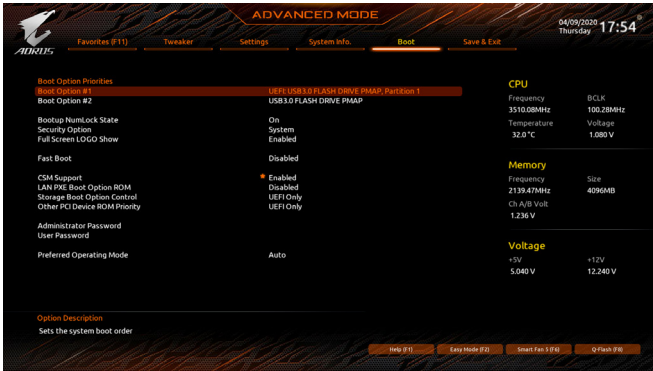 ADVANCED MODE
04/09/2020 Thursday 17:54
AORUS
Favorites (F11) Tweaker Settings System Info. Boot Save & Exit
Boot Option Priorities
Boot Option #1 UEFI: USB3.0 FLASH DRIVE PMAP, Partition 1
Boot Option #2 USB3.0 FLASH DRIVE PMAP
Bootup NumLock State On
Security Option System
Full Screen LOGO Show Enabled
Fast Boot Disabled
CSM Support Enabled
LAN PXE Boot Option ROM Disabled
Storage Boot Option Control UEFI Only
Other PCI Device ROM Priority UEFI Only
Administrator Password
User Password
Preferred Operating Mode Auto
CPU
Frequency BCLK
3510.08MHz 100.28MHz
Temperature Voltage
32.0 °C 1.080 V
Memory
Frequency Size
2139.47MHz 4096MB
Ch A/B Volt
1.236 V
Voltage
+5V +12V
5.040 V 12.240 V
Option Description
Sets the system boot order
Help (F1) Easy Mode (F2) Smart Fan 5 (F6) Q-Flash (F8)